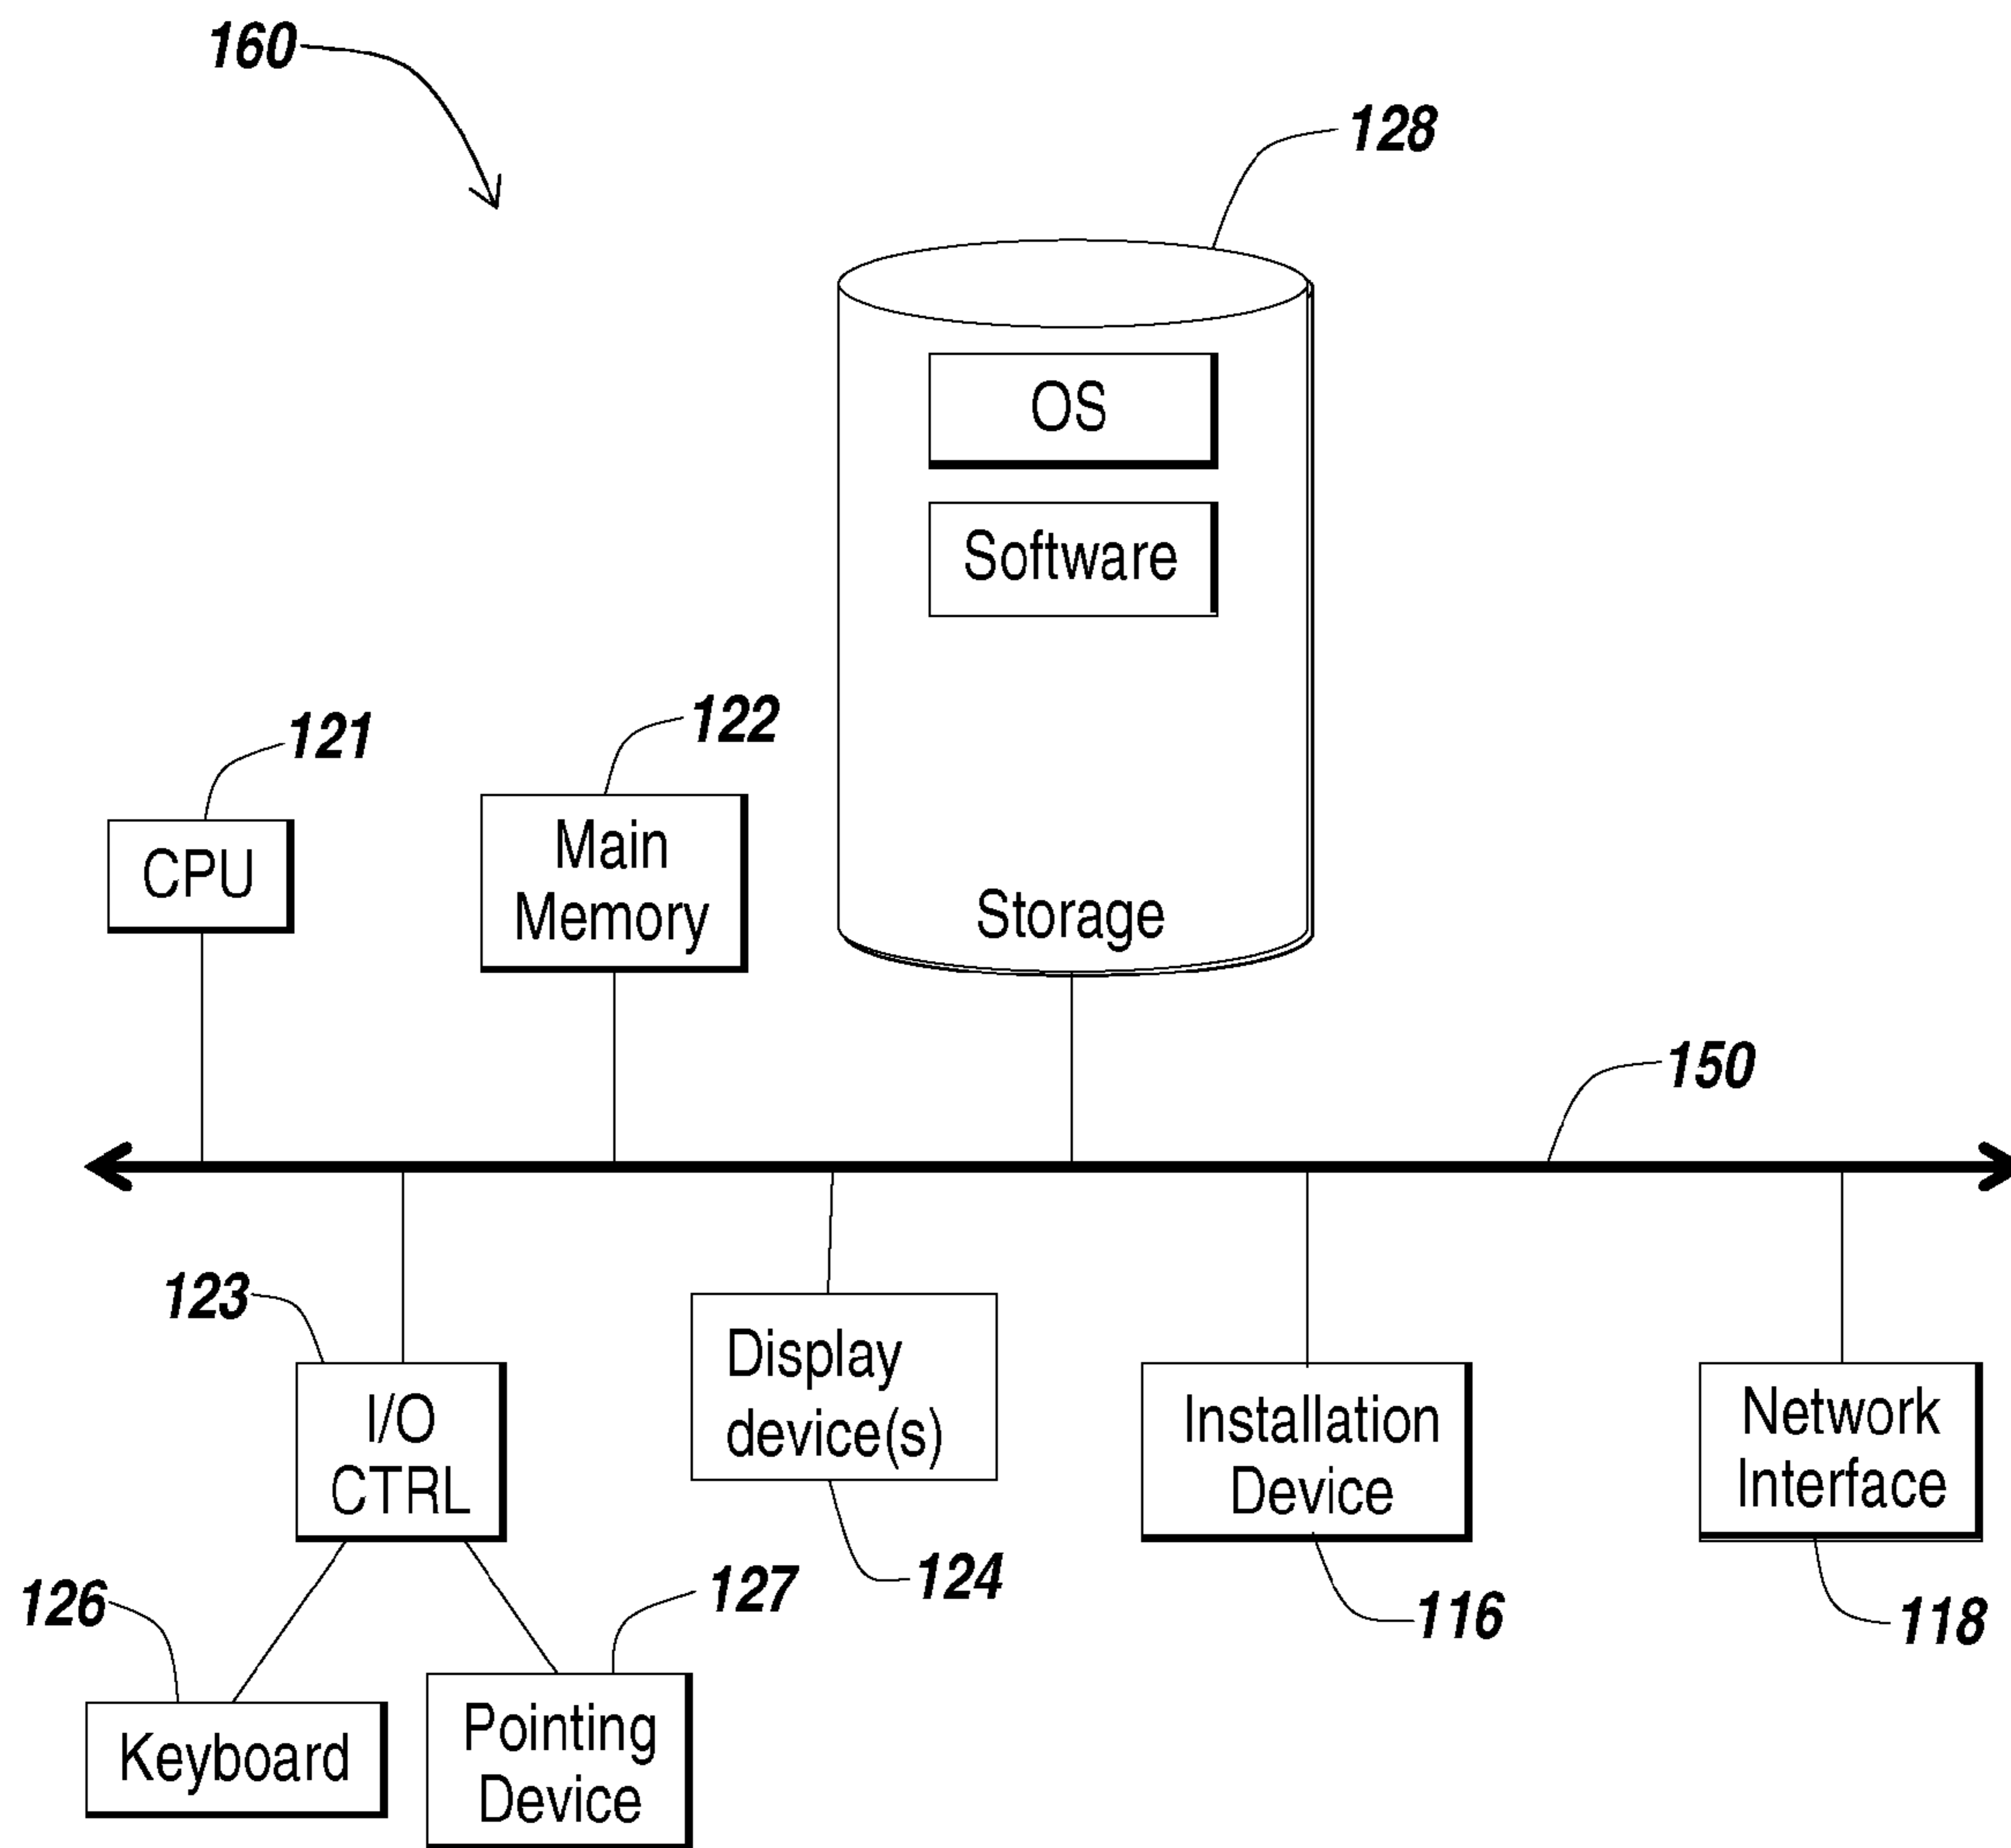 160
128
OS
Software
122
121
Main
Memory
CPU
Storage
150
123
Display
device(s)
I/O
CTRL
Installation
Device
Network
Interface
126
127
124
116
118
Keyboard
Pointing
Device